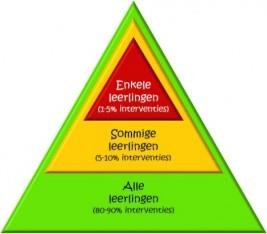 Enkele
leerlingen
(1-5% interventies)
Sommige
leerlingen
(5-10% interventies)
Alle
leerlingen
(80-90% interventies)